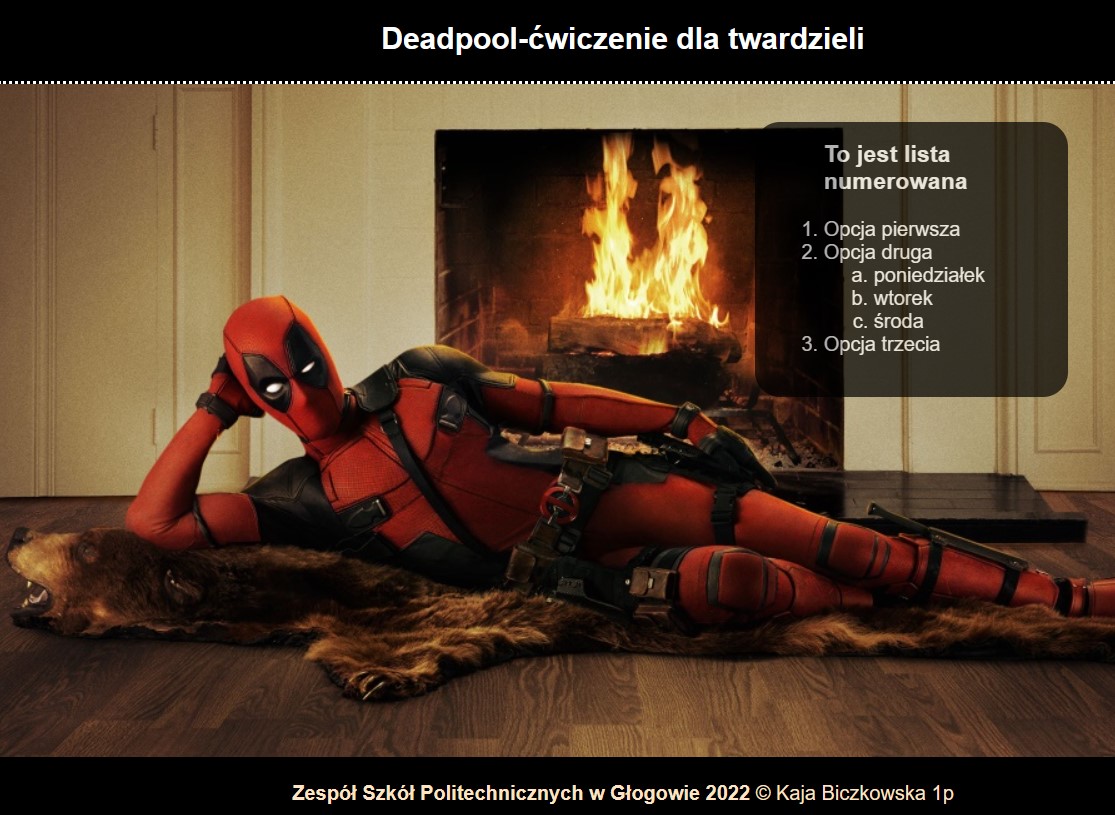 Deadpool-ćwiczenie dla twardzieli
To jest lista
numerowana
1. Opcja pierwsza
2. Opcja druga
a. poniedziałek
b. wtorek
c. środa
3. Opcja trzecia
Zespół Szkół Politechnicznych w Głogowie 2022 © Kaja Biczkowska 1p